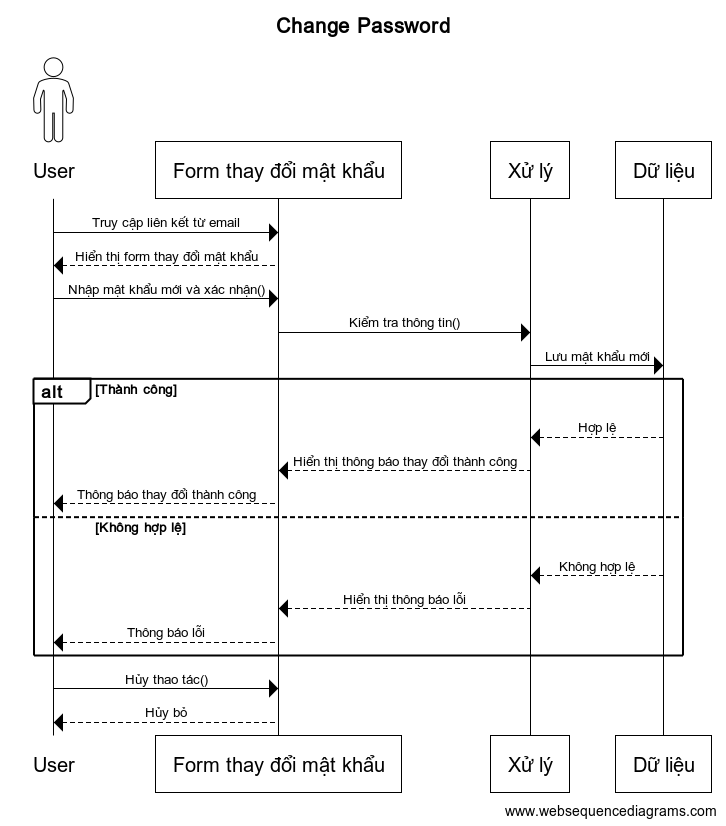 Change Password
User
Form thay đổi mật khẩu
Xử lý
Dữ liệu
Truy cập liên kết từ email
Hiển thị form thay đổi mật khẩu
Nhập mật khẩu mới và xác nhận()
Kiểm tra thông tin()
Lưu mật khẩu mới
alt
[Thành công]
Hợp lệ
Hiển thị thông báo thay đổi thành công
Thông báo thay đổi thành công
[Không hợp lệ]
Không hợp lệ
Hiển thị thông báo lỗi
Thông báo lỗi
Hủy thao tác()
Hủy bỏ
User
Form thay đổi mật khẩu
Xử lý
Dữ liệu
www.websequencediagrams.com